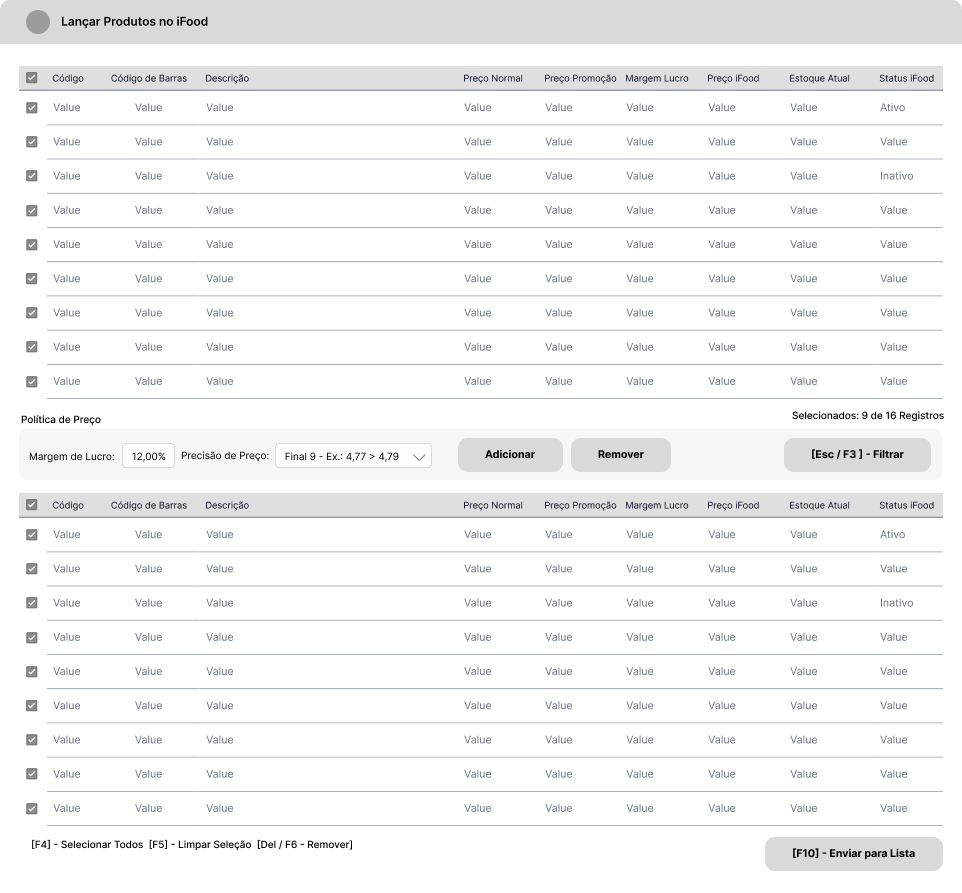 Lançar Produtos no iFood
Código Código de Barras Descrição Preço Normal Preço Promoção Margem Lucro Preço iFood Estoque Atual Status iFood
Value Value Value Value Value Value Value Value Ativo
Value Value Value Value Value Value Value Value Value
Value Value Value Value Value Value Value Value Inativo
Value Value Value Value Value Value Value Value Value
Value Value Value Value Value Value Value Value Value
Value Value Value Value Value Value Value Value Value
Value Value Value Value Value Value Value Value Value
Value Value Value Value Value Value Value Value Value
Value Value Value Value Value Value Value Value Value
Política de Preço Selecionados: 9 de 16 Registros
Margem de Lucro: 12,00% Precisão de Preço: Final 9 - Ex.: 4,77 > 4,79 Adicionar Remover [Esc / F3 ] - Filtrar
Código Código de Barras Descrição Preço Normal Preço Promoção Margem Lucro Preço iFood Estoque Atual Status iFood
Value Value Value Value Value Value Value Value Ativo
Value Value Value Value Value Value Value Value Value
Value Value Value Value Value Value Value Value Inativo
Value Value Value Value Value Value Value Value Value
Value Value Value Value Value Value Value Value Value
Value Value Value Value Value Value Value Value Value
Value Value Value Value Value Value Value Value Value
Value Value Value Value Value Value Value Value Value
Value Value Value Value Value Value Value Value Value
[F4] - Selecionar Todos [F5] - Limpar Seleção [Del / F6 - Remover]
[F10] - Enviar para Lista